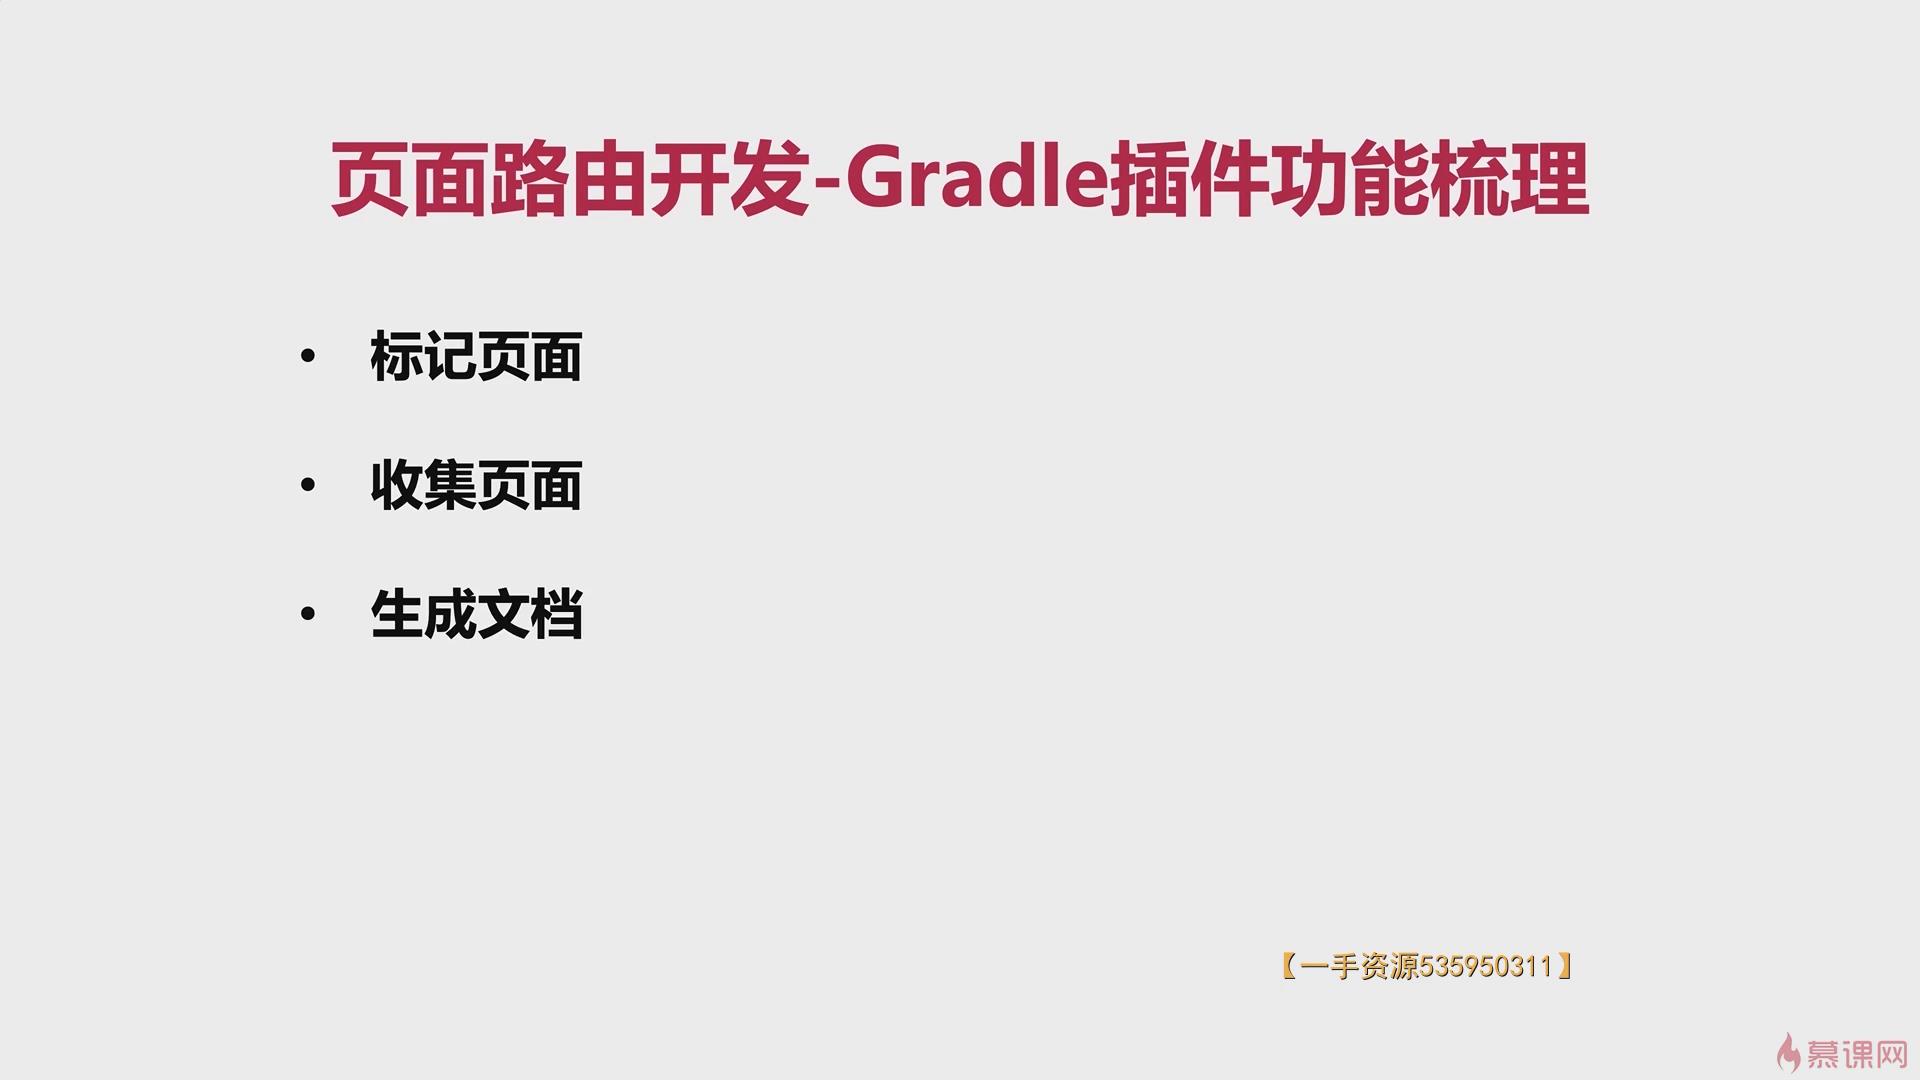 页面路由开发-Gradle插件功能梳理
• 标记页面
• 收集页面
• 生成文档
【一手资源535950311】
慕课网